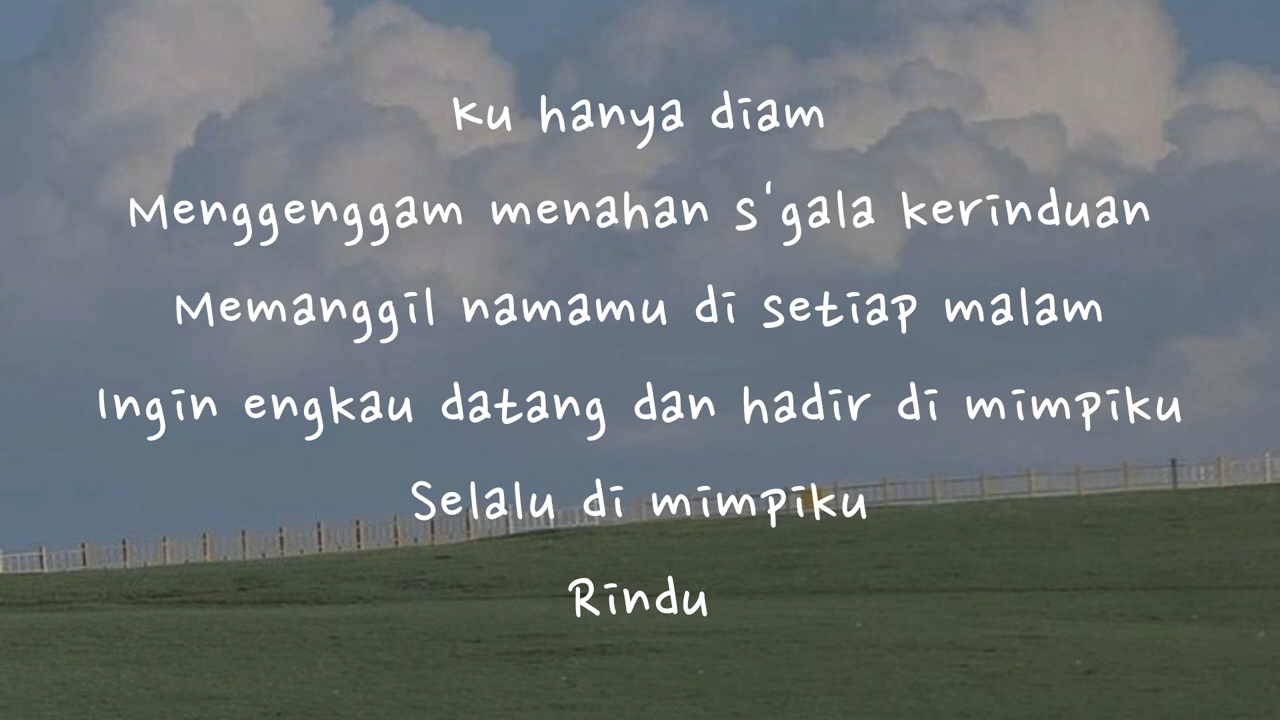 Ku hanya diam
Menggenggam menahan s'gala kerinduan
Memanggil namamu di setiap malam
Ingin engkau datang dan hadir di mimpiku
Selalu di mimpiku
Rindu